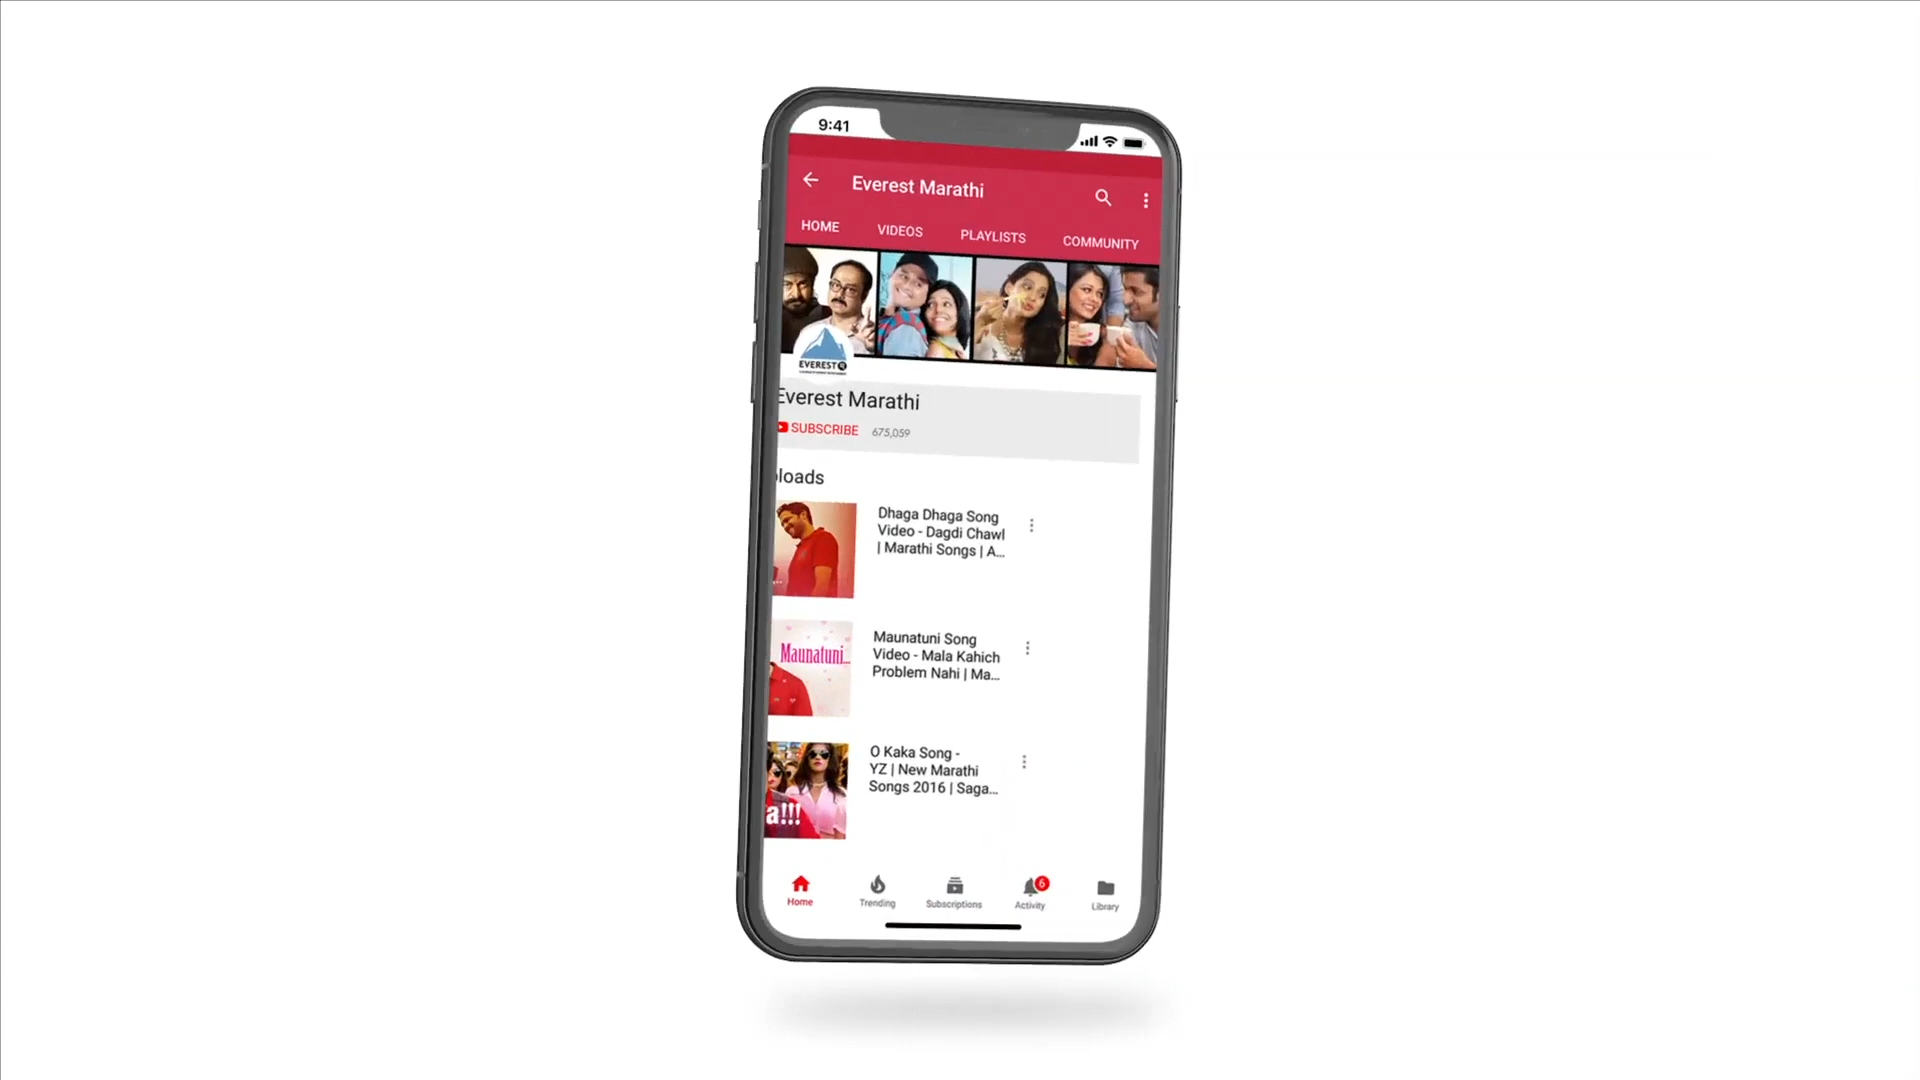 9:41
Everest Marathi
HOME VIDEOS PLAYLISTS COMMUNITY
EVEREST
Everest Marathi
SUBSCRIBE 675,059
loads
Dhaga Dhaga Song
Video - Dagdi Chawl
| Marathi Songs | A...
Maunatuni...
Maunatuni Song
Video - Mala Kahich
Problem Nahi | Ma...
O Kaka Song -
YZ | New Marathi
Songs 2016 | Saga...
a!!!
6
Home Trending Subscriptions Activity Library